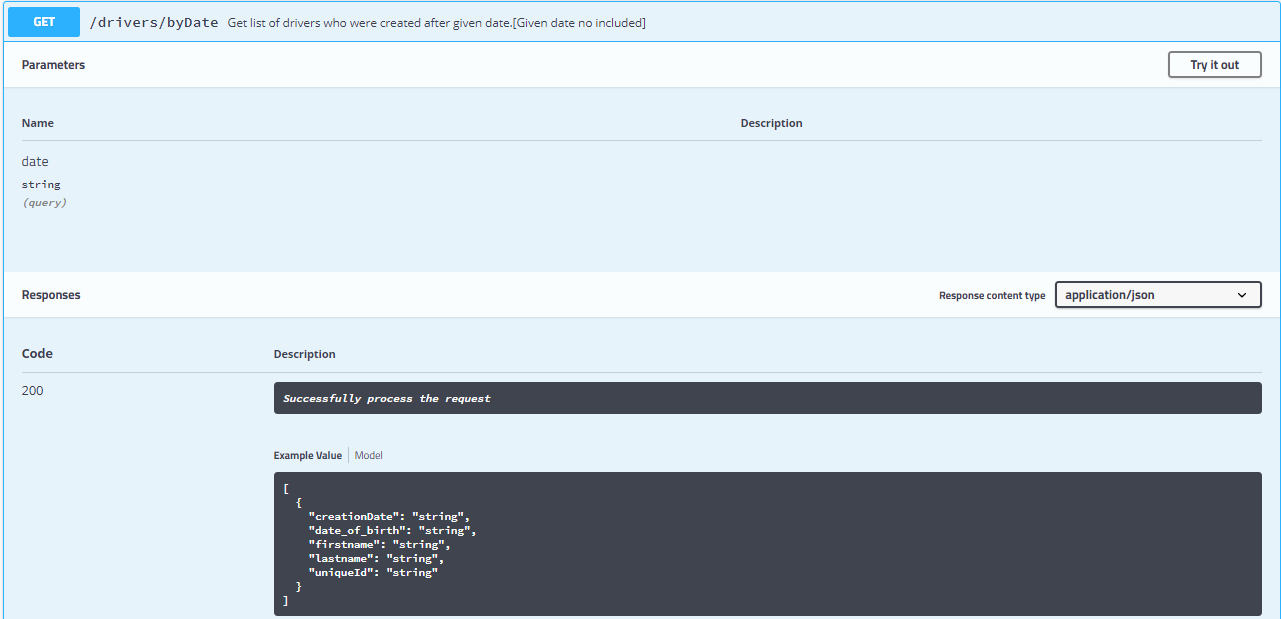 GET /drivers/byDate Get list of drivers who were created after given date.[Given date no included]
Parameters Try it out
Name Description
date
string
(query)
Responses Response content type application/json
Code Description
200 Successfully process the request
Example Value Model
[
  {
    "creationDate": "string",
    "date_of_birth": "string",
    "firstname": "string",
    "lastname": "string",
    "uniqueId": "string"
  }
]